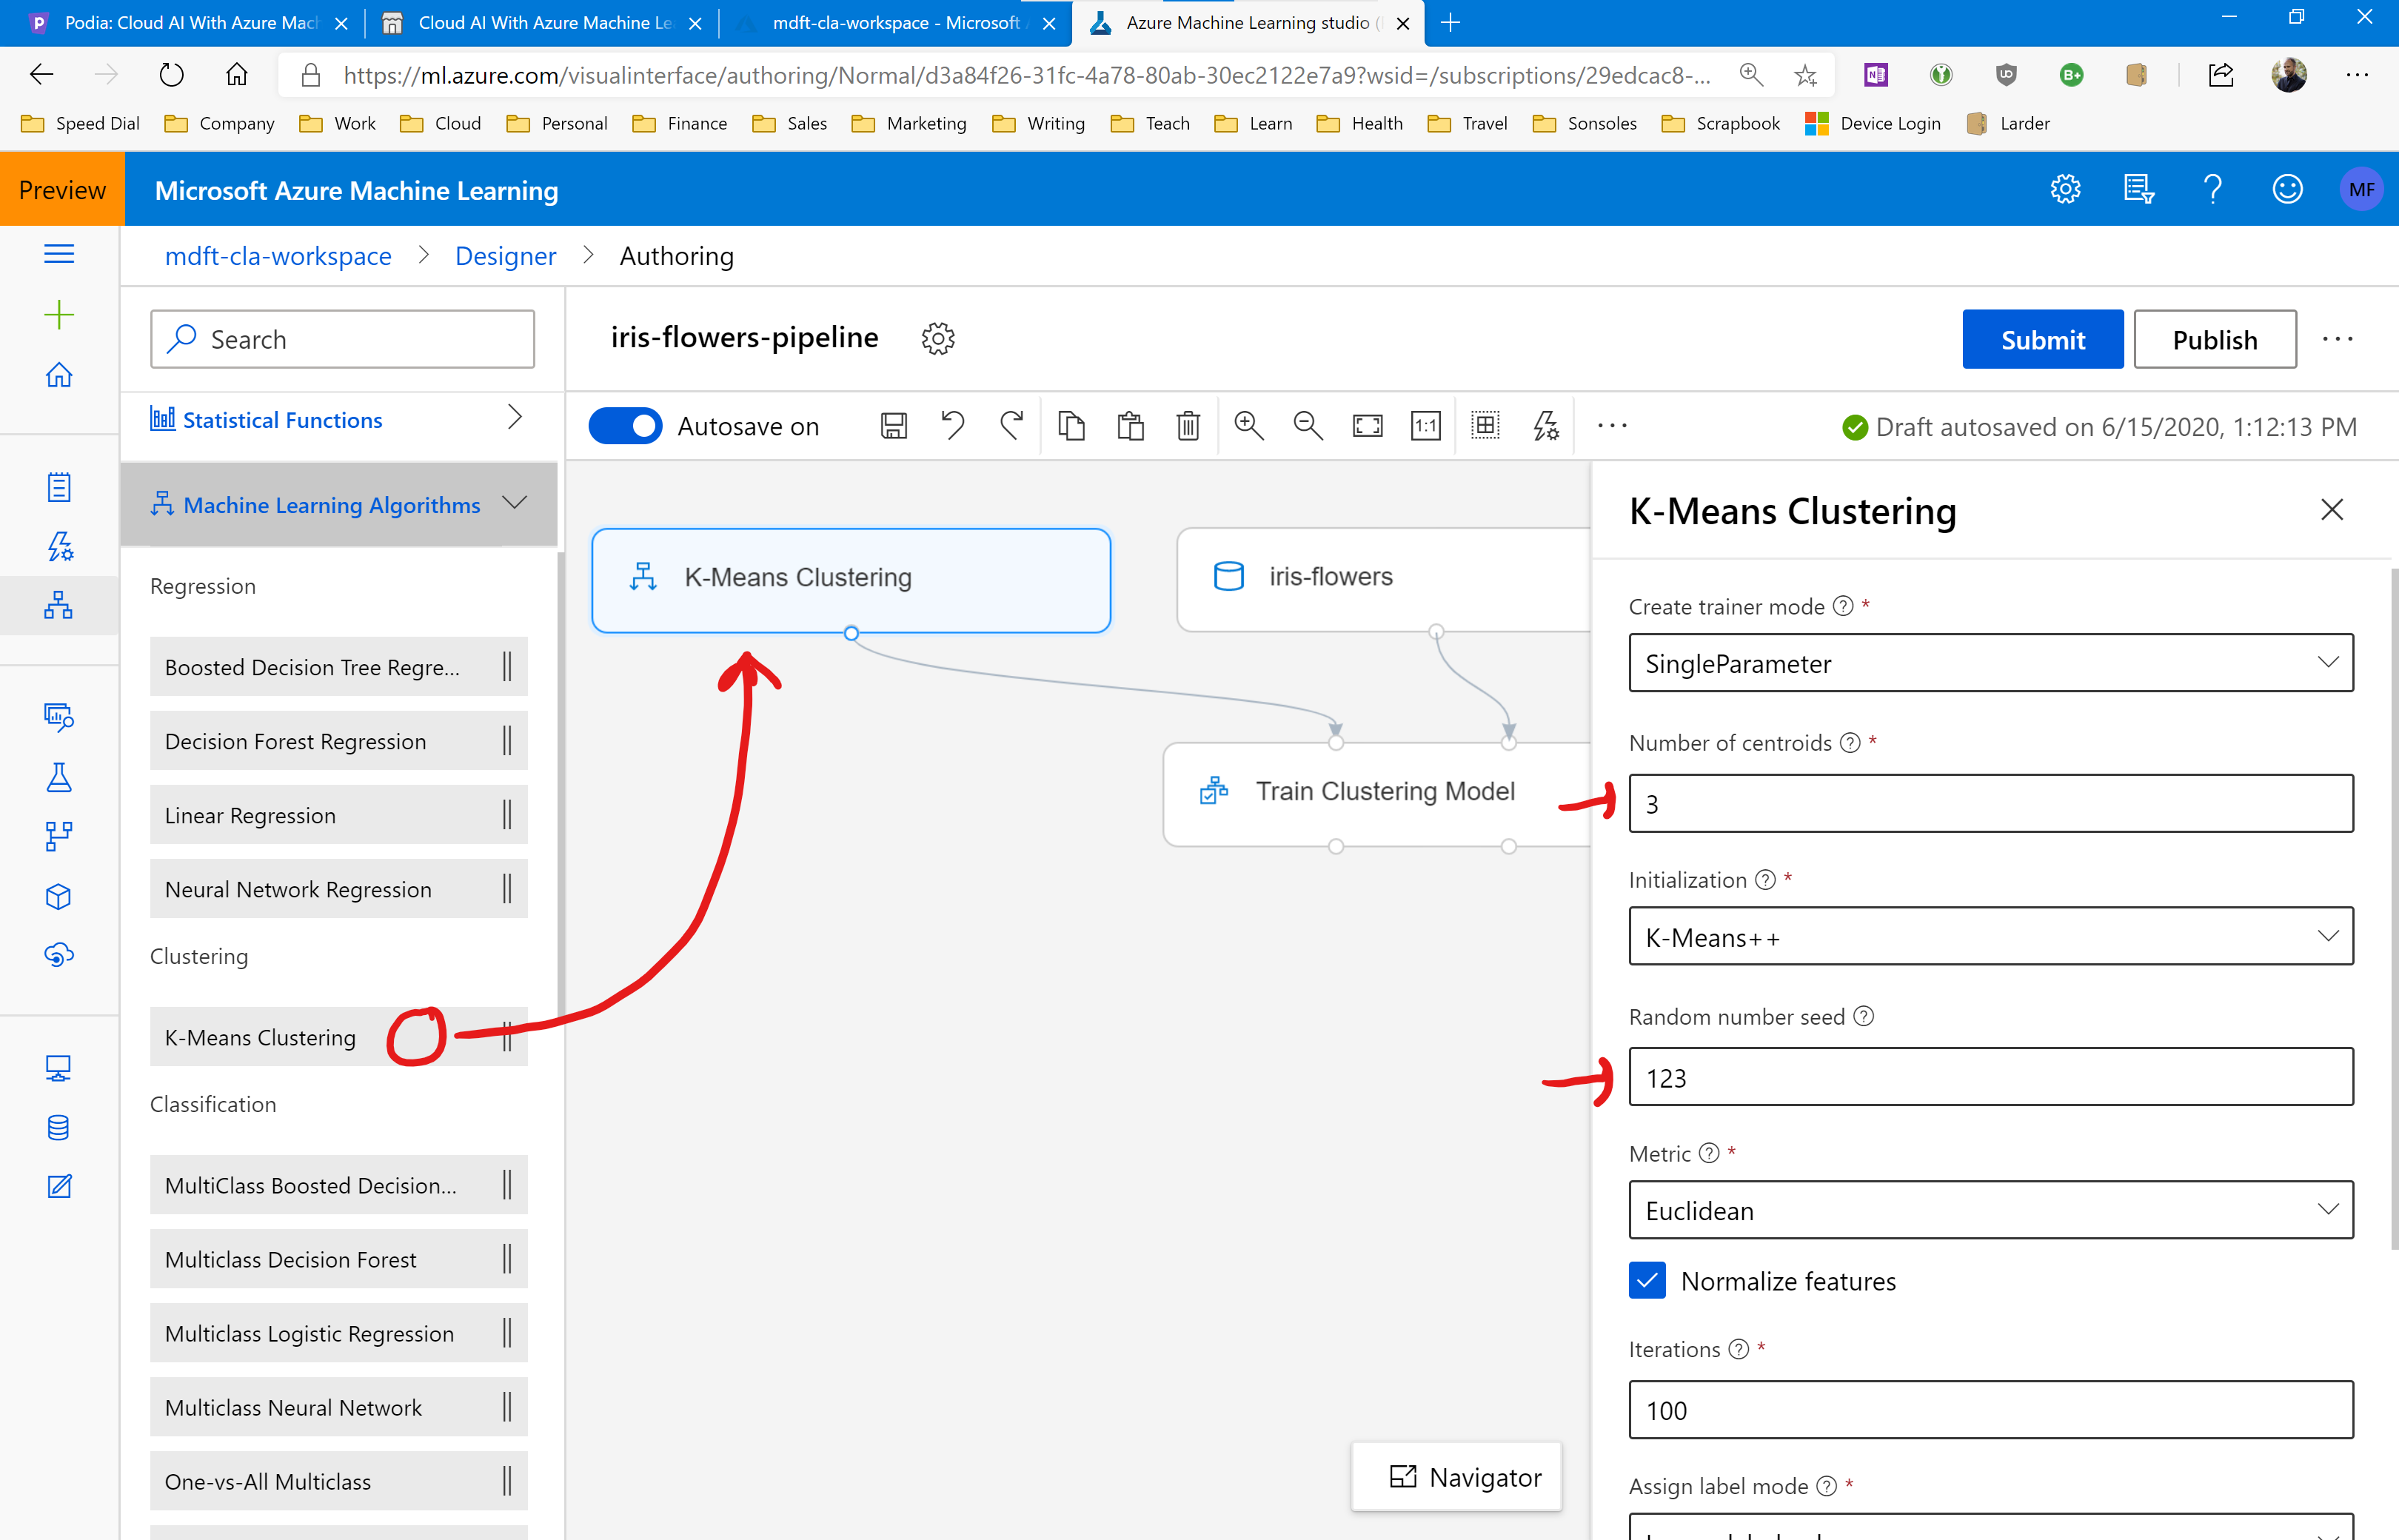 Podia: Cloud AI With Azure Mach
Cloud AI With Azure Machine Le
mdft-cla-workspace - Microsoft
Azure Machine Learning studio (
https://ml.azure.com/visualinterface/authoring/Normal/d3a84f26-31fc-4a78-80ab-30ec2122e7a9?wsid=/subscriptions/29edcac8-...
Speed Dial Company Work Cloud Personal Finance Sales Marketing Writing Teach Learn Health Travel Sonsoles Scrapbook Device Login Larder
Preview Microsoft Azure Machine Learning MF
mdft-cla-workspace > Designer > Authoring
Search
iris-flowers-pipeline
Submit Publish ...
Statistical Functions
Autosave on
1:1
Draft autosaved on 6/15/2020, 1:12:13 PM
Machine Learning Algorithms
Regression
Boosted Decision Tree Regre...
Decision Forest Regression
Linear Regression
Neural Network Regression
Clustering
K-Means Clustering
Classification
MultiClass Boosted Decision...
Multiclass Decision Forest
Multiclass Logistic Regression
Multiclass Neural Network
One-vs-All Multiclass
K-Means Clustering
iris-flowers
Train Clustering Model
Navigator
K-Means Clustering
Create trainer mode ? *
SingleParameter
Number of centroids ? *
3
Initialization ? *
K-Means++
Random number seed ?
123
Metric ? *
Euclidean
Normalize features
Iterations ? *
100
Assign label mode ? *